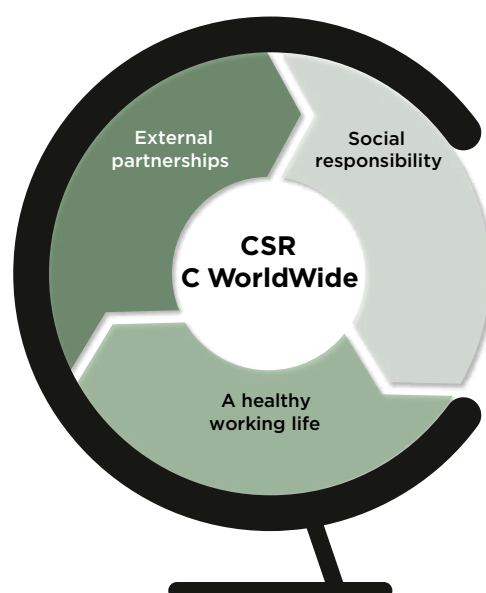 External
partnerships
Social
responsibility
CSR
C WorldWide
A healthy
working life